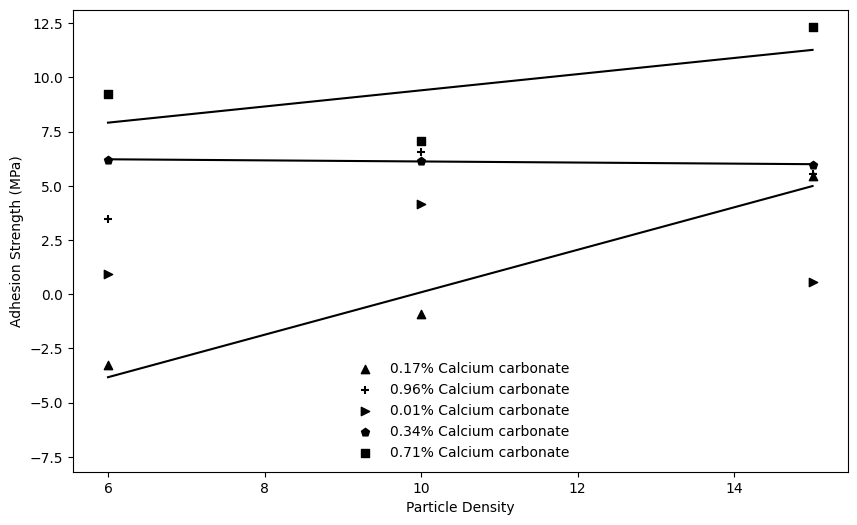 12.5
10.0
7.5
5.0
2.5
0.0
−2.5
−5.0
−7.5
Adhesion Strength (MPa)
0.17% Calcium carbonate
0.96% Calcium carbonate
0.01% Calcium carbonate
0.34% Calcium carbonate
0.71% Calcium carbonate
6 8 10 12 14
Particle Density